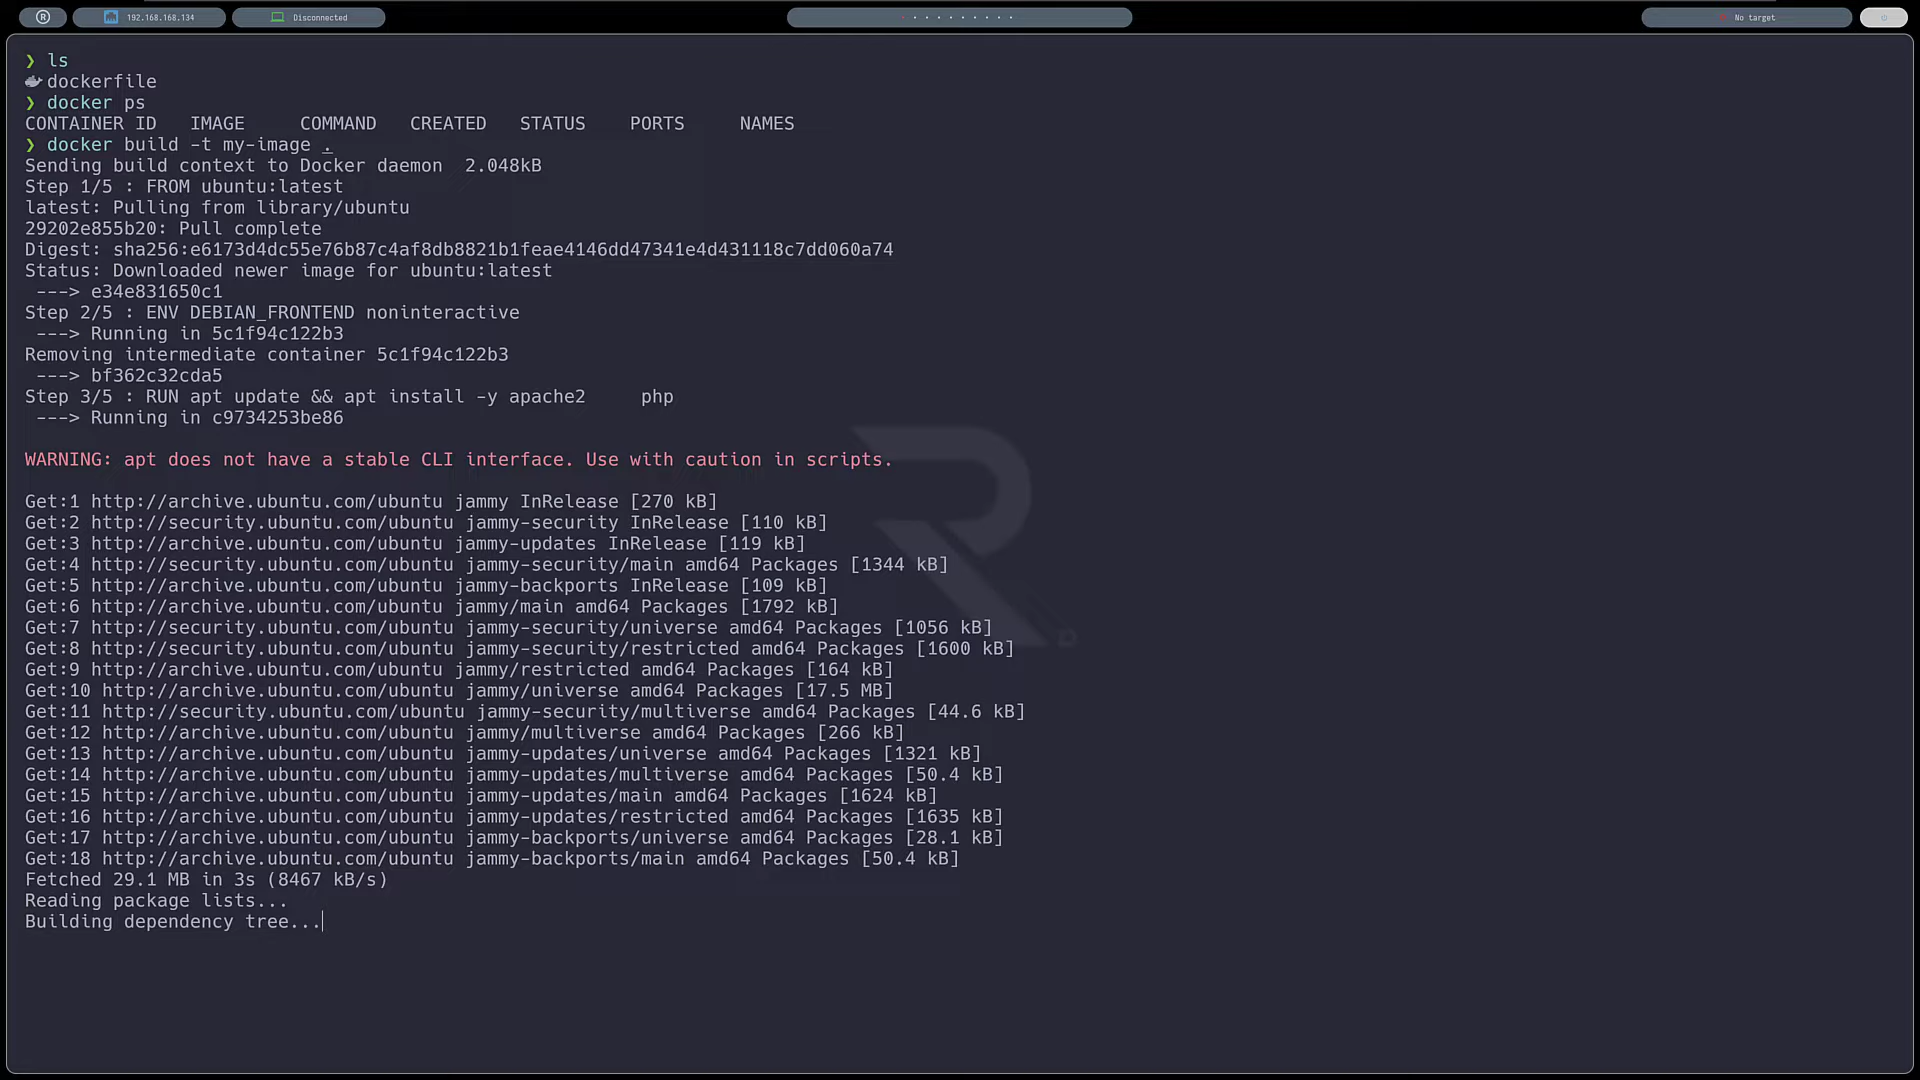 R
192.168.168.134
Disconnected
No target
❯ ls
dockerfile
❯ docker ps
CONTAINER ID   IMAGE     COMMAND   CREATED   STATUS    PORTS     NAMES
❯ docker build -t my-image .
Sending build context to Docker daemon  2.048kB
Step 1/5 : FROM ubuntu:latest
latest: Pulling from library/ubuntu
29202e855b20: Pull complete
Digest: sha256:e6173d4dc55e76b87c4af8db8821b1feae4146dd47341e4d431118c7dd060a74
Status: Downloaded newer image for ubuntu:latest
 ---> e34e831650c1
Step 2/5 : ENV DEBIAN_FRONTEND noninteractive
 ---> Running in 5c1f94c122b3
Removing intermediate container 5c1f94c122b3
 ---> bf362c32cda5
Step 3/5 : RUN apt update && apt install -y apache2     php
 ---> Running in c9734253be86
WARNING: apt does not have a stable CLI interface. Use with caution in scripts.
Get:1 http://archive.ubuntu.com/ubuntu jammy InRelease [270 kB]
Get:2 http://security.ubuntu.com/ubuntu jammy-security InRelease [110 kB]
Get:3 http://archive.ubuntu.com/ubuntu jammy-updates InRelease [119 kB]
Get:4 http://security.ubuntu.com/ubuntu jammy-security/main amd64 Packages [1344 kB]
Get:5 http://archive.ubuntu.com/ubuntu jammy-backports InRelease [109 kB]
Get:6 http://archive.ubuntu.com/ubuntu jammy/main amd64 Packages [1792 kB]
Get:7 http://security.ubuntu.com/ubuntu jammy-security/universe amd64 Packages [1056 kB]
Get:8 http://security.ubuntu.com/ubuntu jammy-security/restricted amd64 Packages [1600 kB]
Get:9 http://archive.ubuntu.com/ubuntu jammy/restricted amd64 Packages [164 kB]
Get:10 http://archive.ubuntu.com/ubuntu jammy/universe amd64 Packages [17.5 MB]
Get:11 http://security.ubuntu.com/ubuntu jammy-security/multiverse amd64 Packages [44.6 kB]
Get:12 http://archive.ubuntu.com/ubuntu jammy/multiverse amd64 Packages [266 kB]
Get:13 http://archive.ubuntu.com/ubuntu jammy-updates/universe amd64 Packages [1321 kB]
Get:14 http://archive.ubuntu.com/ubuntu jammy-updates/multiverse amd64 Packages [50.4 kB]
Get:15 http://archive.ubuntu.com/ubuntu jammy-updates/main amd64 Packages [1624 kB]
Get:16 http://archive.ubuntu.com/ubuntu jammy-updates/restricted amd64 Packages [1635 kB]
Get:17 http://archive.ubuntu.com/ubuntu jammy-backports/universe amd64 Packages [28.1 kB]
Get:18 http://archive.ubuntu.com/ubuntu jammy-backports/main amd64 Packages [50.4 kB]
Fetched 29.1 MB in 3s (8467 kB/s)
Reading package lists...
Building dependency tree...